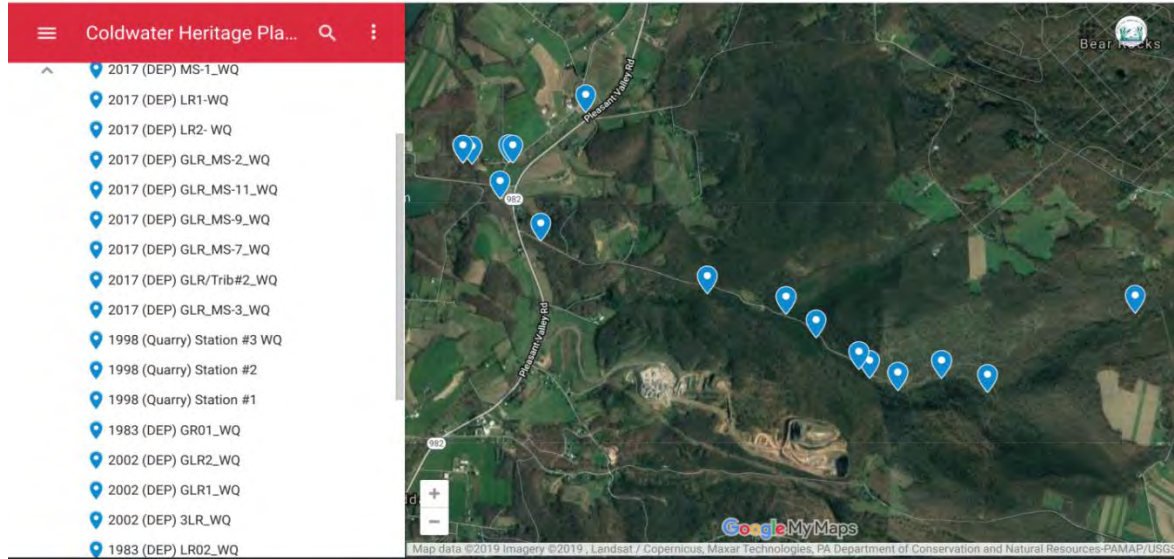 Coldwater Heritage Pla...
2017 (DEP) MS-1_WQ
2017 (DEP) LR1-WQ
2017 (DEP) LR2- WQ
2017 (DEP) GLR_MS-2_WQ
2017 (DEP) GLR_MS-11_WQ
2017 (DEP) GLR_MS-9_WQ
2017 (DEP) GLR_MS-7_WQ
2017 (DEP) GLR/Trib#2_WQ
2017 (DEP) GLR_MS-3_WQ
1998 (Quarry) Station #3 WQ
1998 (Quarry) Station #2
1998 (Quarry) Station #1
1983 (DEP) GR01_WQ
2002 (DEP) GLR2_WQ
2002 (DEP) GLR1_WQ
2002 (DEP) 3LR_WQ
1983 (DEP) LR02_WQ
Bear Rocks
Pleasant Valley Rd
982
Pleasant Valley Rd
982
+
−
Google My Maps
Map data ©2019 Imagery ©2019 , Landsat / Copernicus, Maxar Technologies, PA Department of Conservation and Natural Resources-PAMAP/USGS